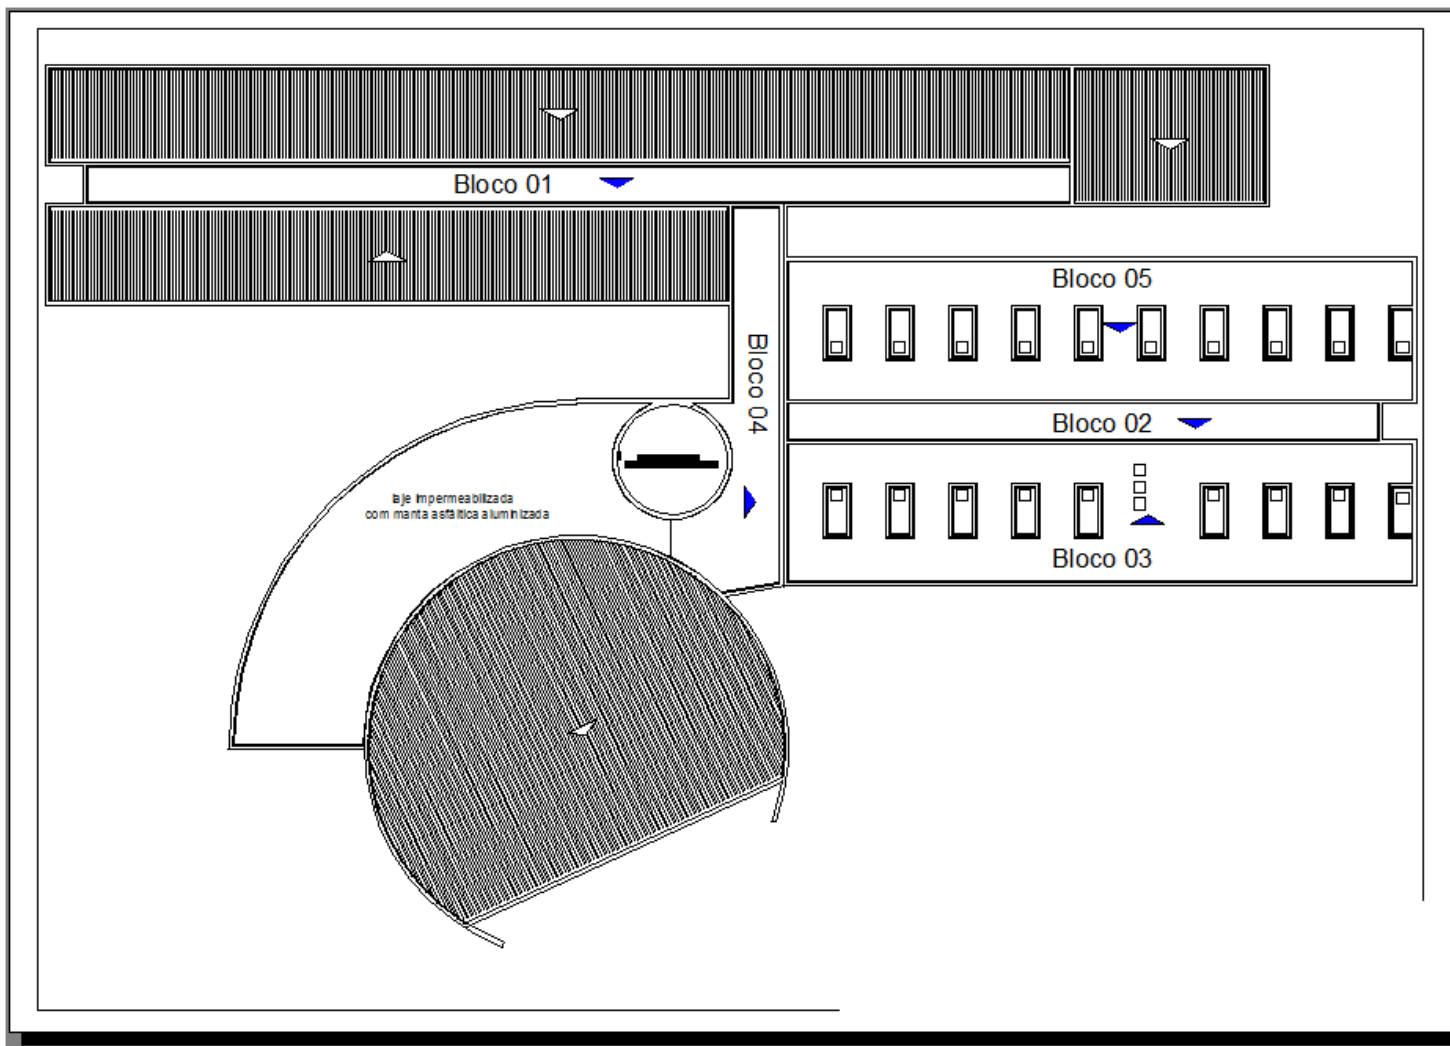 Bloco 01
Bloco 05
Bloco 04
Bloco 02
laje impermeabilizada
com manta asfáltica aluminizada
Bloco 03